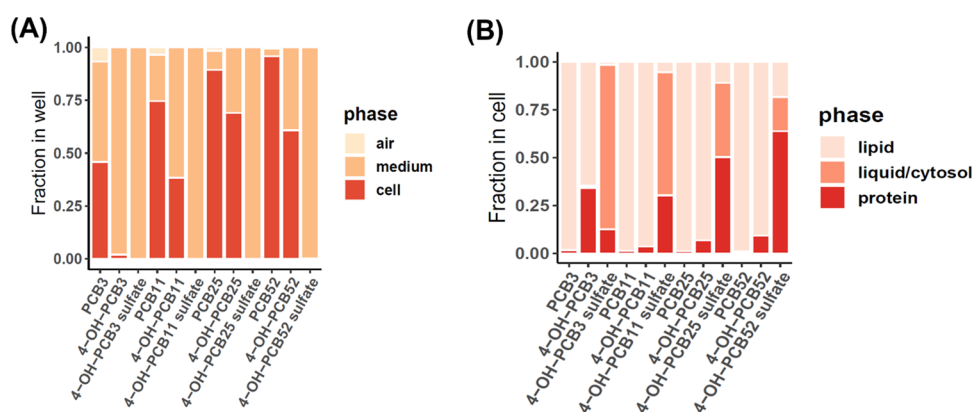 (A)
Fraction in well
1.00
0.75
0.50
0.25
0.00
PCB3
4-OH-PCB3
4-OH-PCB3 sulfate
PCB11
4-OH-PCB11
4-OH-PCB11 sulfate
PCB25
4-OH-PCB25
4-OH-PCB25 sulfate
PCB52
4-OH-PCB52
4-OH-PCB52 sulfate
phase
air
medium
cell
(B)
Fraction in cell
1.00
0.75
0.50
0.25
0.00
PCB3
4-OH-PCB3
4-OH-PCB3 sulfate
PCB11
4-OH-PCB11
4-OH-PCB11 sulfate
PCB25
4-OH-PCB25
4-OH-PCB25 sulfate
PCB52
4-OH-PCB52
4-OH-PCB52 sulfate
phase
lipid
liquid/cytosol
protein